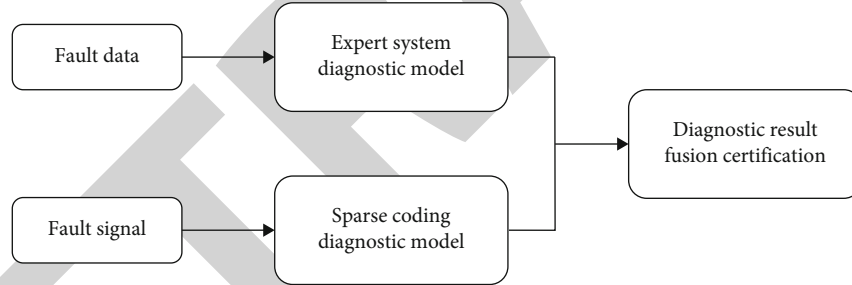 Fault data
Expert system
diagnostic model
Diagnostic result
fusion certification
Fault signal
Sparse coding
diagnostic model